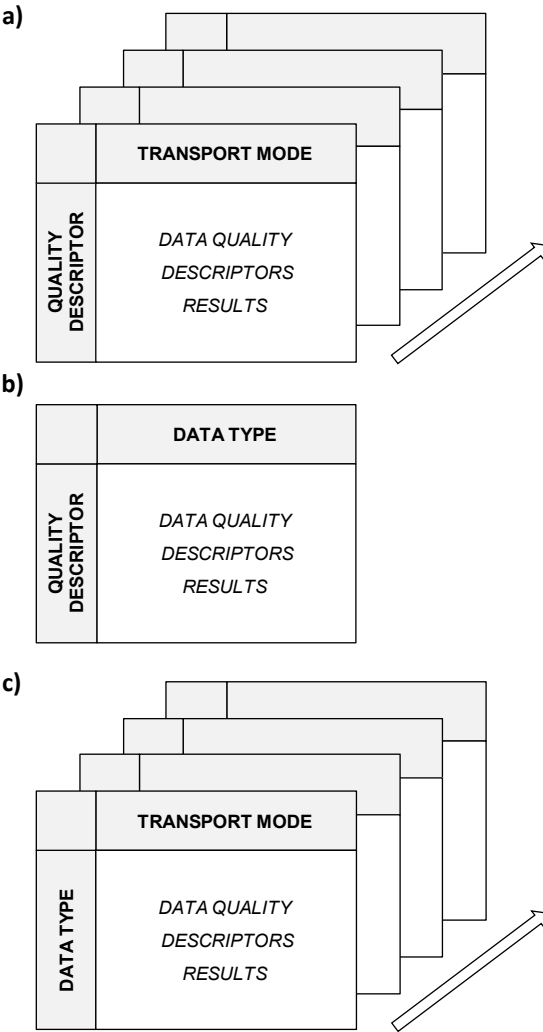 a)
TRANSPORT MODE
QUALITY
DESCRIPTOR
DATA QUALITY
DESCRIPTORS
RESULTS
b)
DATA TYPE
QUALITY
DESCRIPTOR
DATA QUALITY
DESCRIPTORS
RESULTS
c)
TRANSPORT MODE
DATA TYPE
DATA QUALITY
DESCRIPTORS
RESULTS